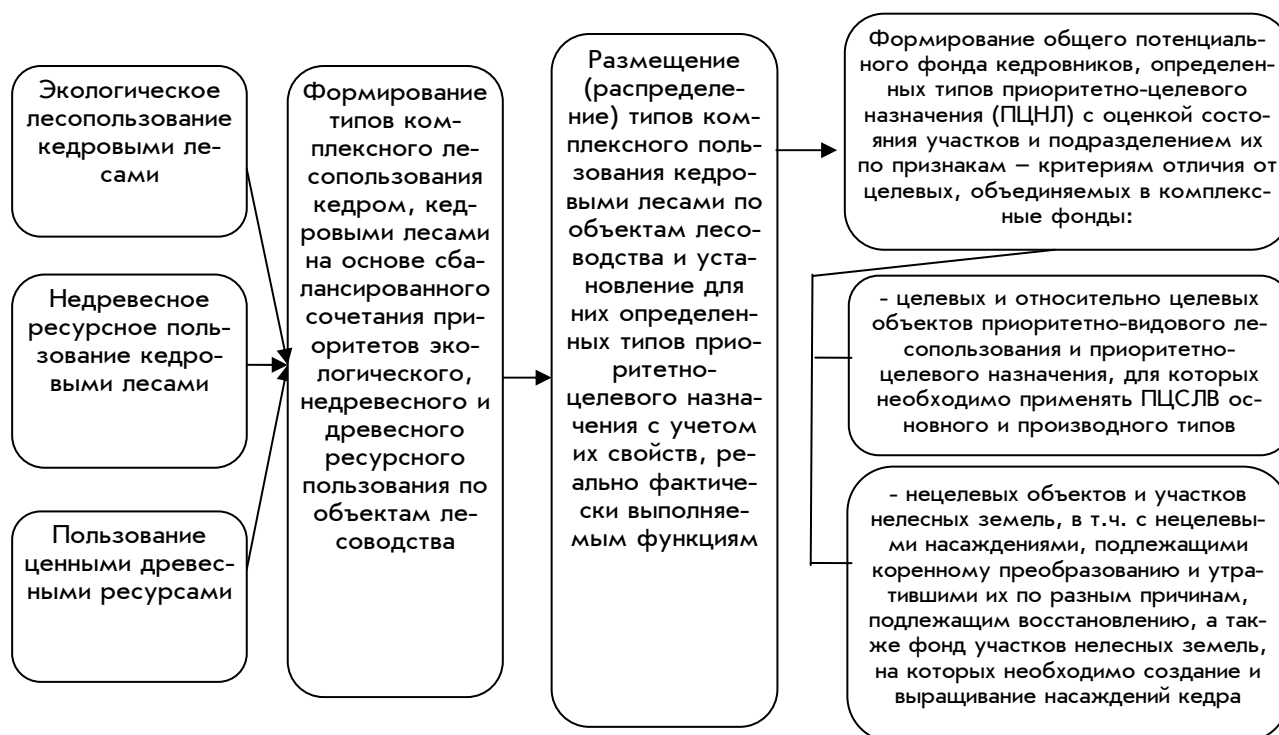 Экологическое
лесопользование
кедровыми ле-
сами
Недревесное
ресурсное поль-
зование кедро-
выми лесами
Пользование
ценными древес-
ными ресурсами
Формирование
типов ком-
плексного ле-
сопользования
кедром, кед-
ровыми лесами
на основе сба-
лансированного
сочетания при-
оритетов эко-
логического,
недревесного и
древесного
ресурсного
пользования по
объектам ле-
соводства
Размещение
(распределе-
ние) типов ком-
плексного поль-
зования кедро-
выми лесами по
объектам лесо-
водства и уста-
новление для
них определен-
ных типов прио-
ритетно-
целевого назна-
чения с учетом
их свойств, ре-
ально фактиче-
ски выполняе-
мым функциям
Формирование общего потенциаль-
ного фонда кедровников, определен-
ных типов приоритетно-целевого
назначения (ПЦНЛ) с оценкой состо-
яния участков и подразделением их
по признакам – критериям отличия от
целевых, объединяемых в комплекс-
ные фонды:
- целевых и относительно целевых
объектов приоритетно-видового ле-
сопользования и приоритетно-
целевого назначения, для которых
необходимо применять ПЦСЛВ ос-
новного и производного типов
- нецелевых объектов и участков
нелесных земель, в т.ч. с нецелевы-
ми насаждениями, подлежащими
коренному преобразованию и утра-
тившими их по разным причинам,
подлежащим восстановлению, а так-
же фонд участков нелесных земель,
на которых необходимо создание и
выращивание насаждений кедра